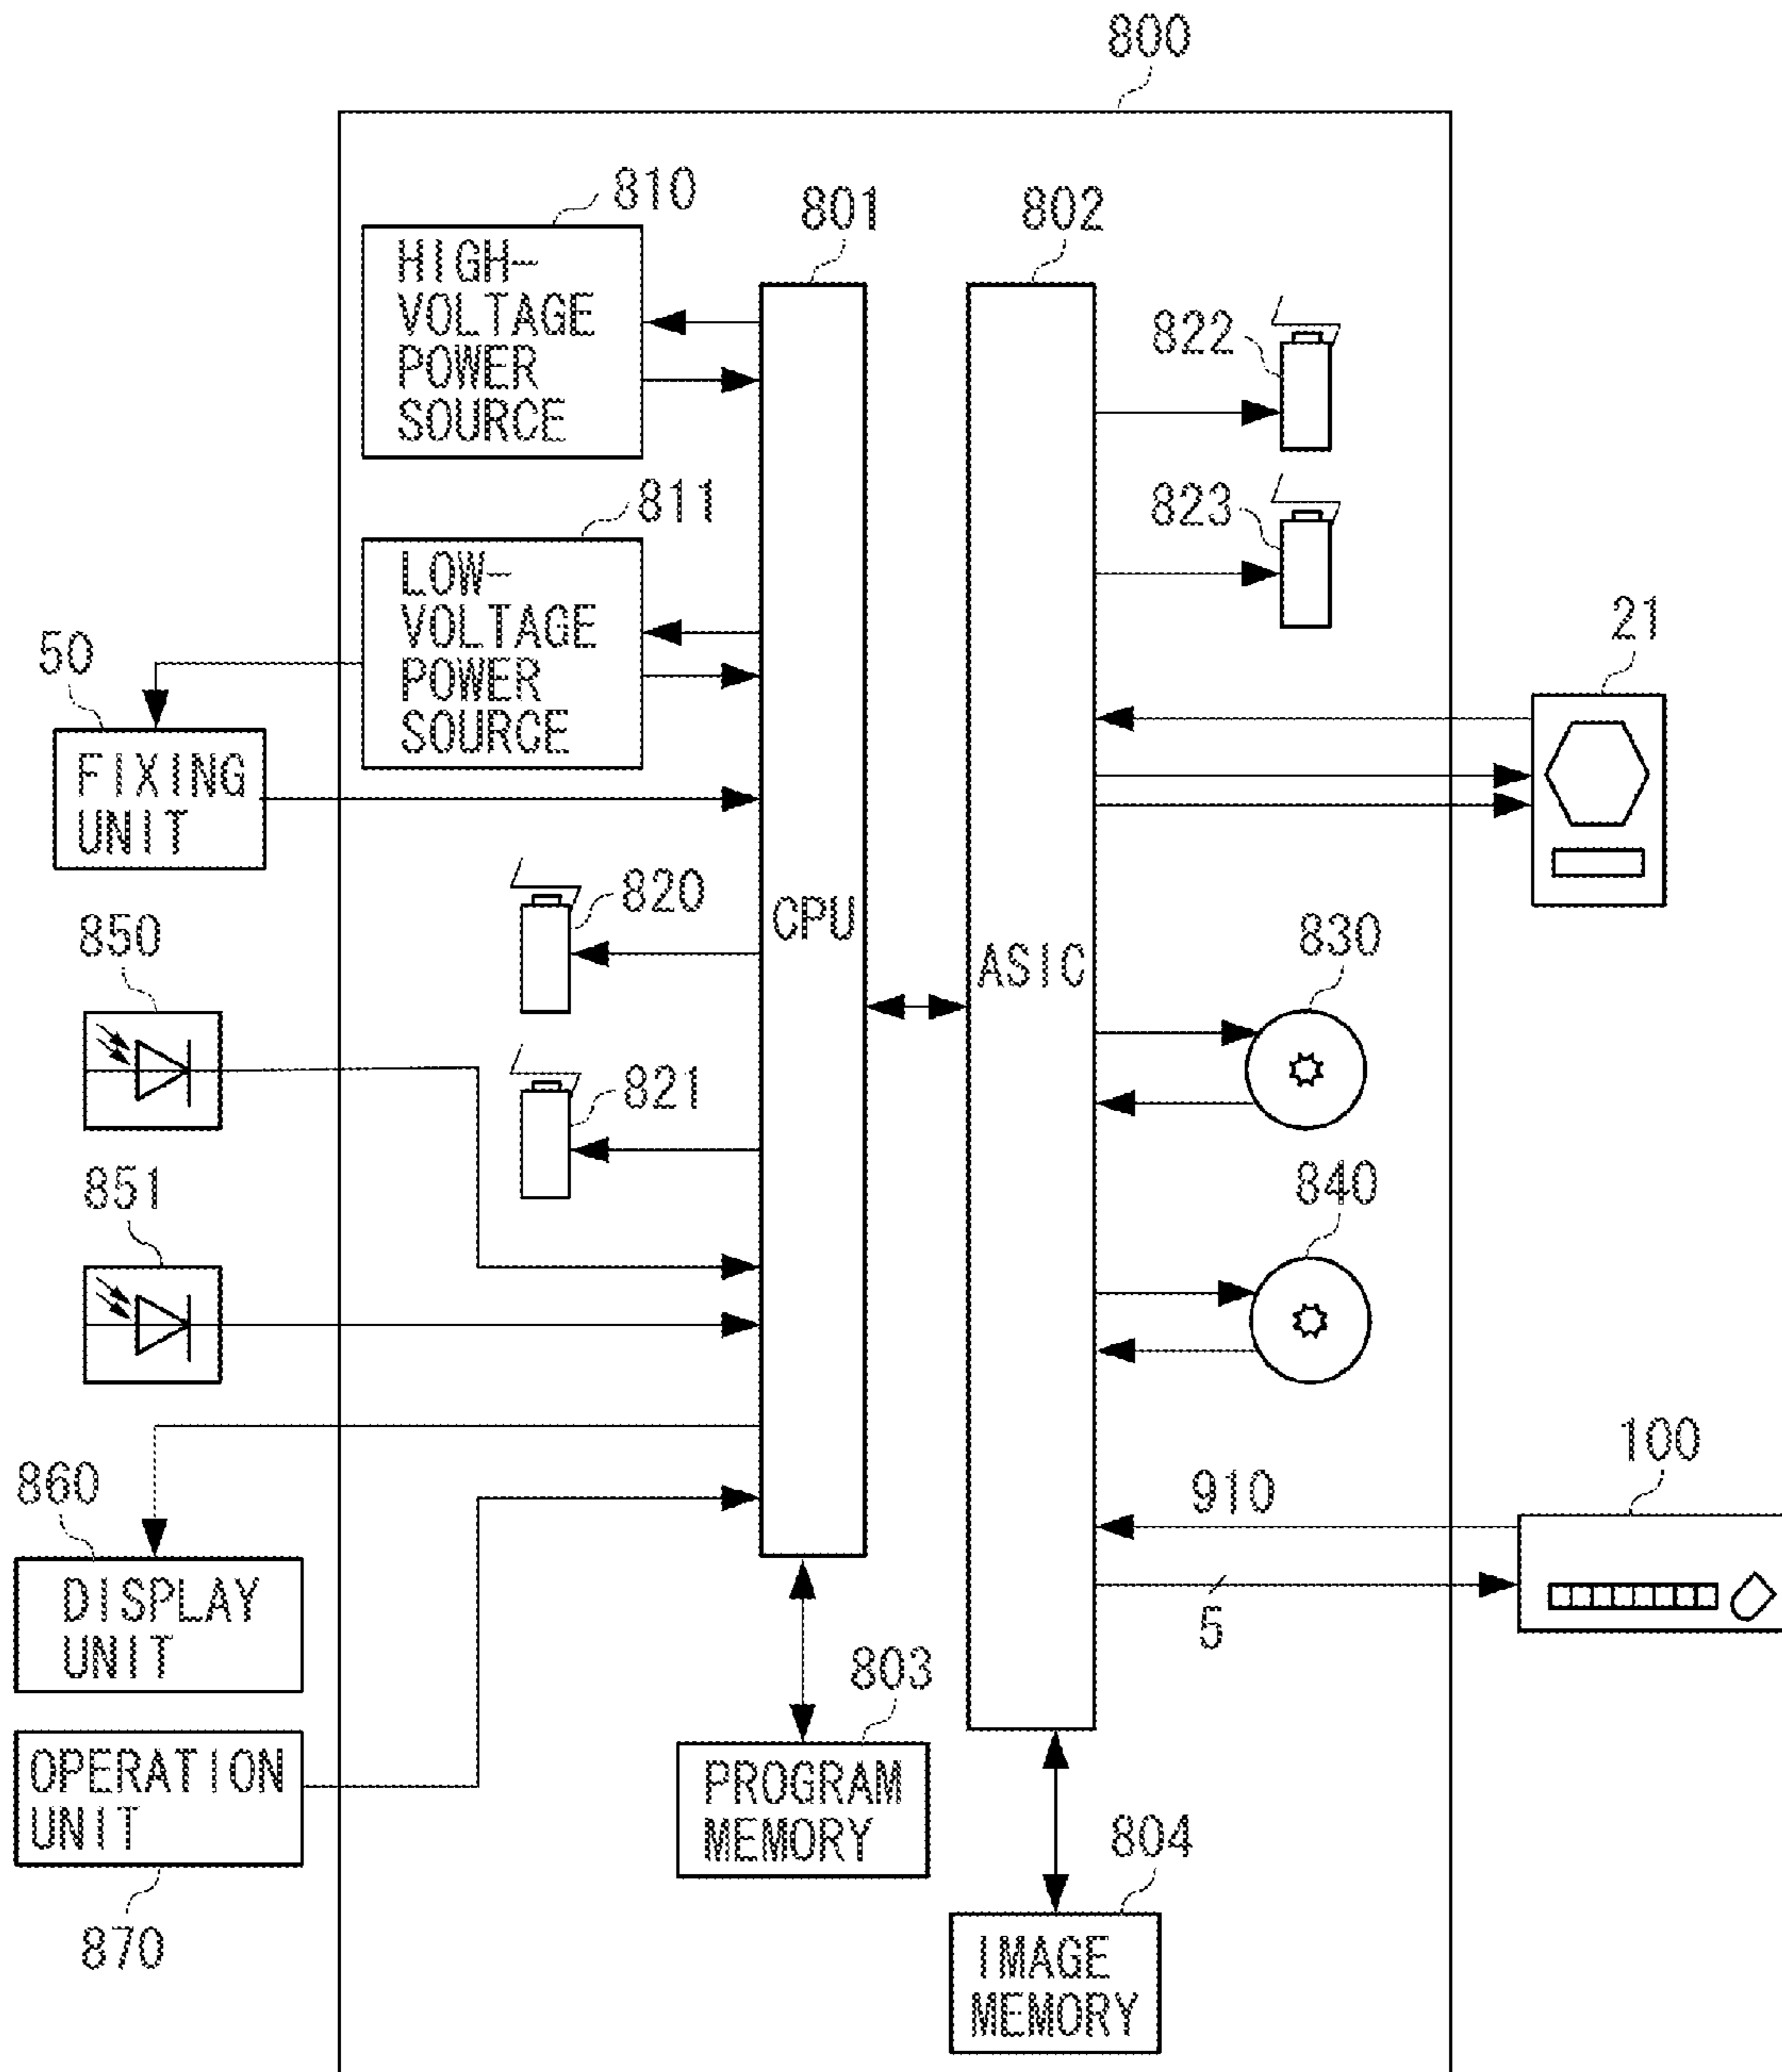 800
810
801
802
HIGH-
VOLTAGE
POWER
SOURCE
822
811
823
LOW-
VOLTAGE
POWER
SOURCE
50
21
FIXING
UNIT
820
CPU
850
ASIC
830
821
851
840
100
860
910
DISPLAY
UNIT
5
803
OPERATION
UNIT
PROGRAM
MEMORY
804
870
IMAGE
MEMORY